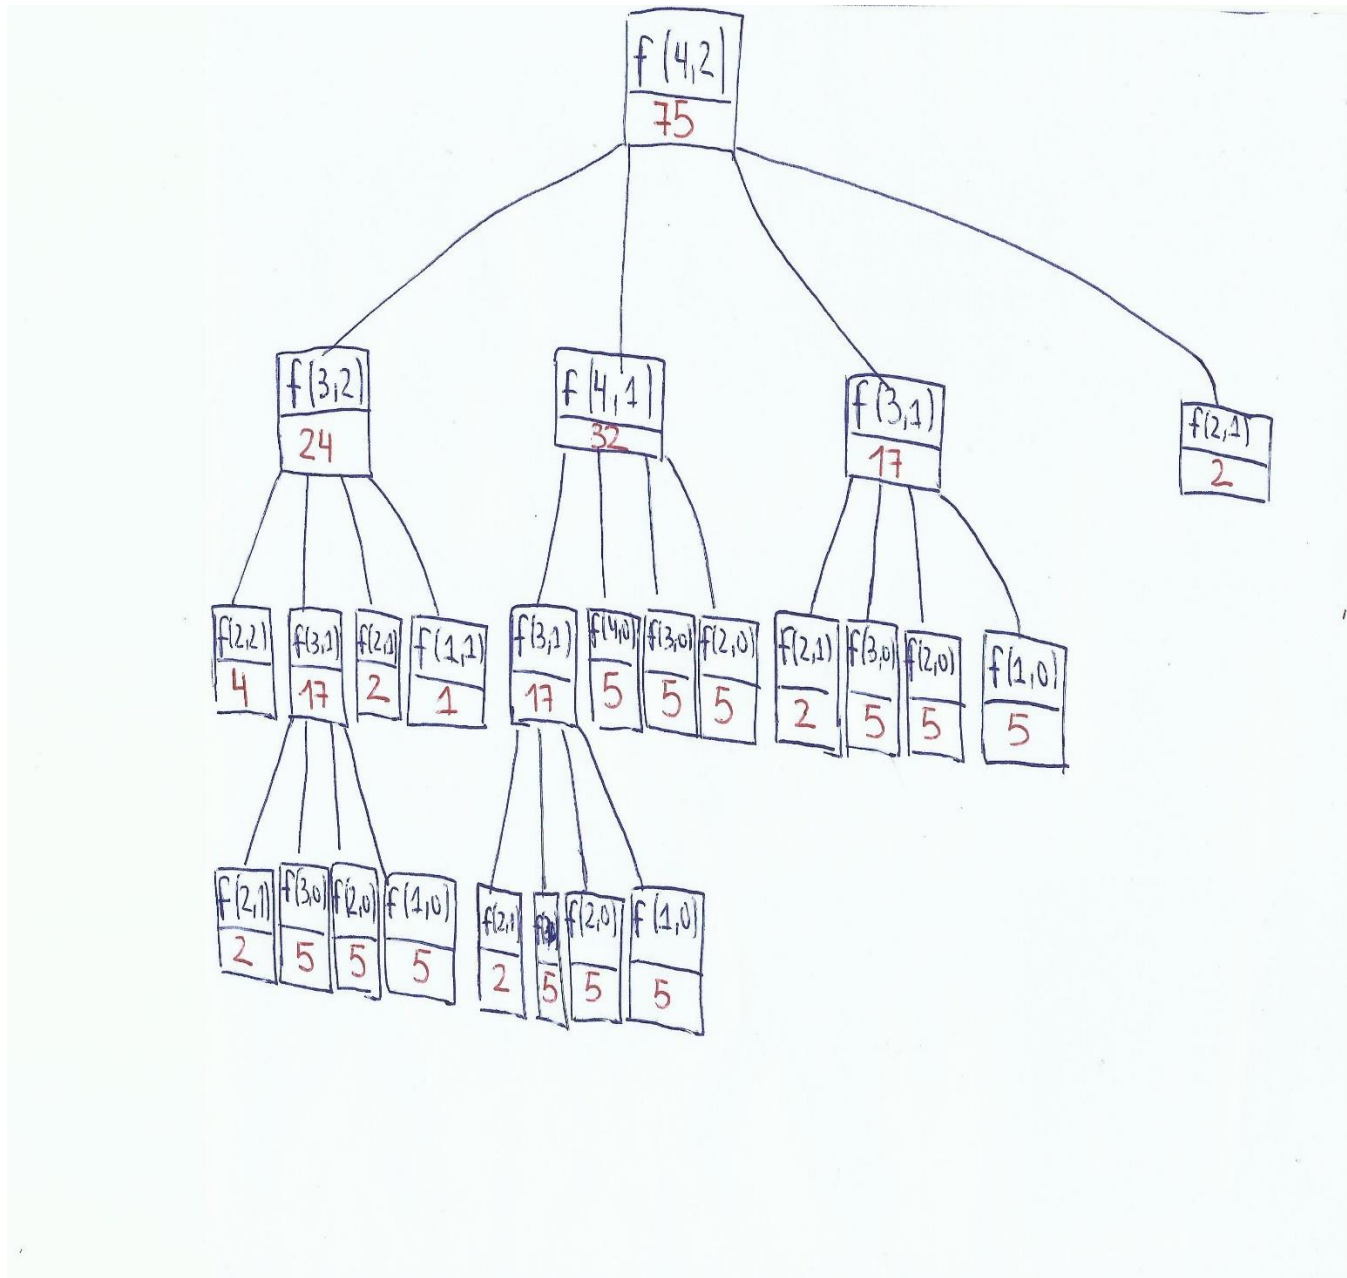 f(4,2)
75
f(3,2)
24
f(4,1)
32
f(3,1)
17
f(2,1)
2
f(2,2)
4
f(3,1)
17
f(2,1)
2
f(1,1)
1
f(3,1)
17
f(4,0)
5
f(3,0)
5
f(2,0)
5
f(2,1)
2
f(3,0)
5
f(2,0)
5
f(1,0)
5
f(2,1)
2
f(3,0)
5
f(2,0)
5
f(1,0)
5
f(2,1)
2
5
f(2,0)
5
f(1,0)
5